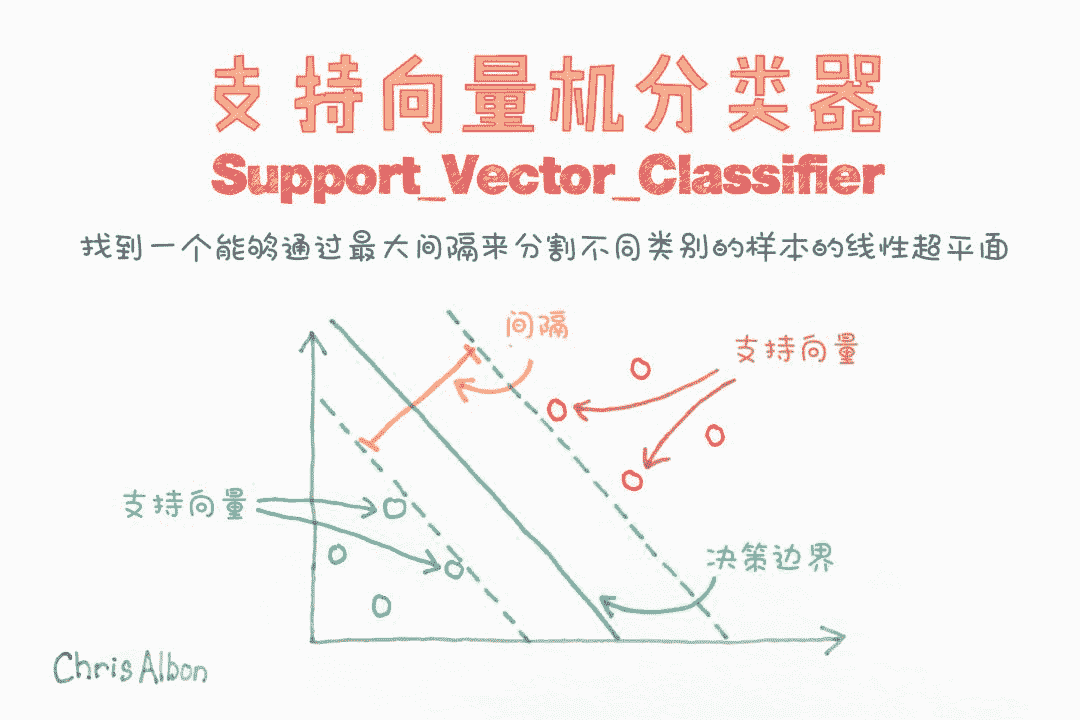 支持向量机分类器
Support_Vector_Classifier
找到一个能够通过最大间隔来分割不同类别的样本的线性超平面
间隔
支持向量
支持向量
决策边界
Chris Albon